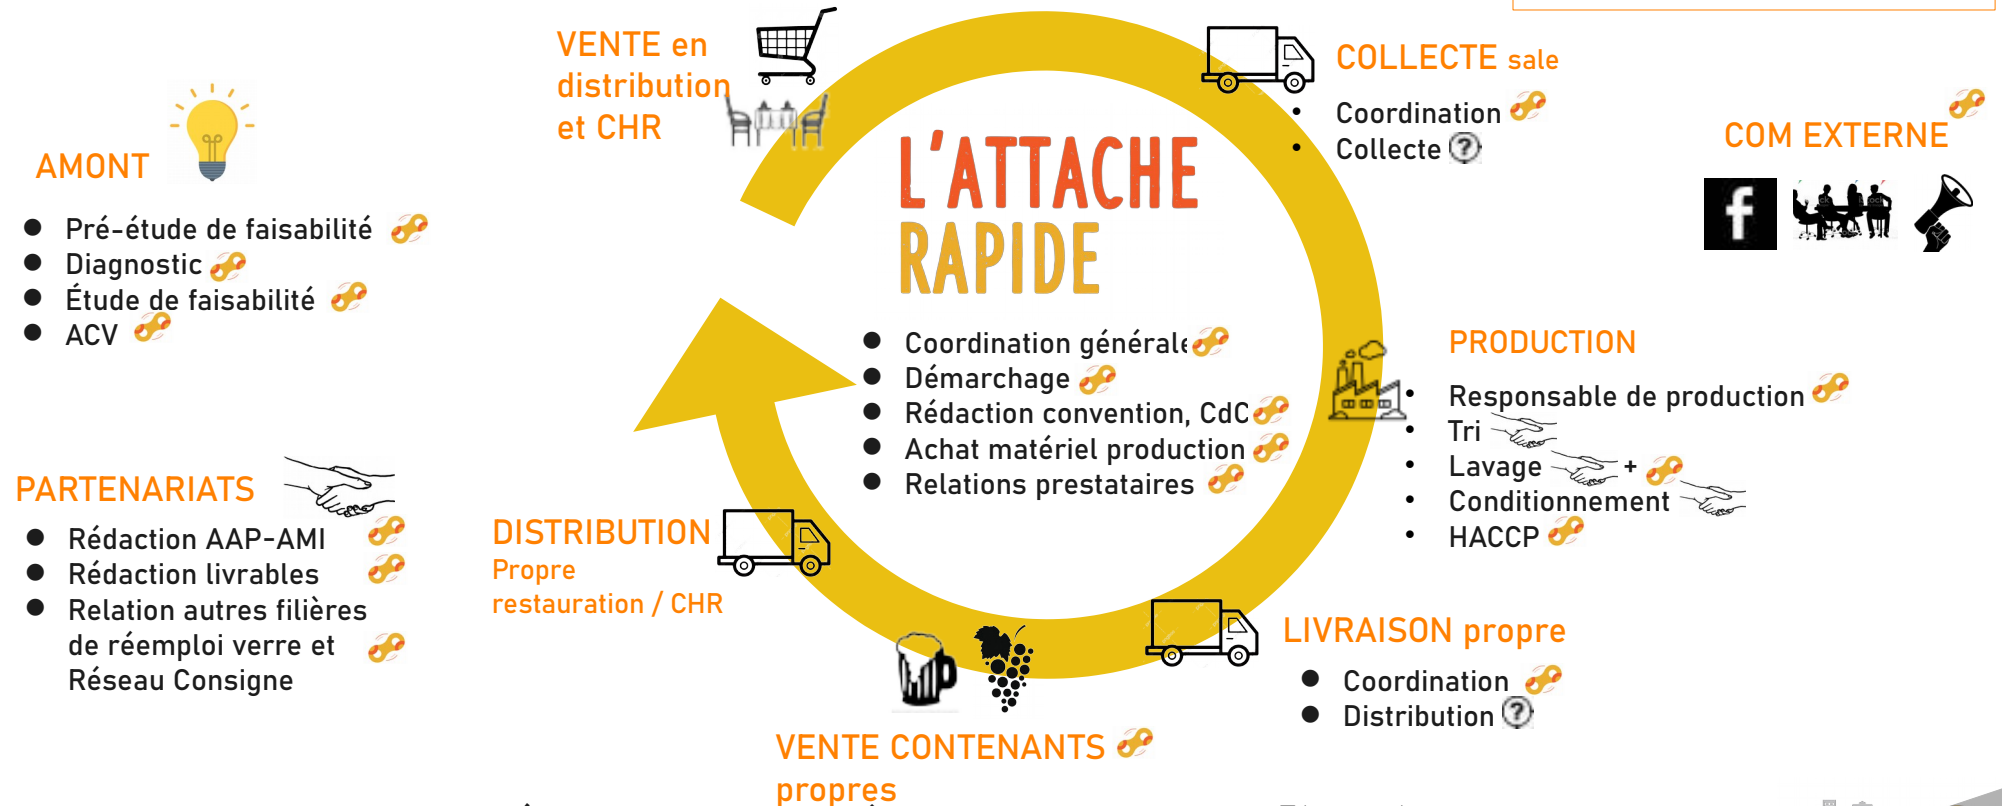 VENTE en
distribution
et CHR
COLLECTE sale
Coordination
Collecte ?
COM EXTERNE
f
AMONT
Pré-étude de faisabilité
Diagnostic
Étude de faisabilité
ACV
L'ATTACHE
RAPIDE
Coordination générale
Démarchage
Rédaction convention, CdC
Achat matériel production
Relations prestataires
PRODUCTION
Responsable de production
Tri
Lavage +
Conditionnement
HACCP
PARTENARIATS
Rédaction AAP-AMI
Rédaction livrables
Relation autres filières
de réemploi verre et
Réseau Consigne
DISTRIBUTION
Propre
restauration / CHR
LIVRAISON propre
Coordination
Distribution ?
VENTE CONTENANTS
propres